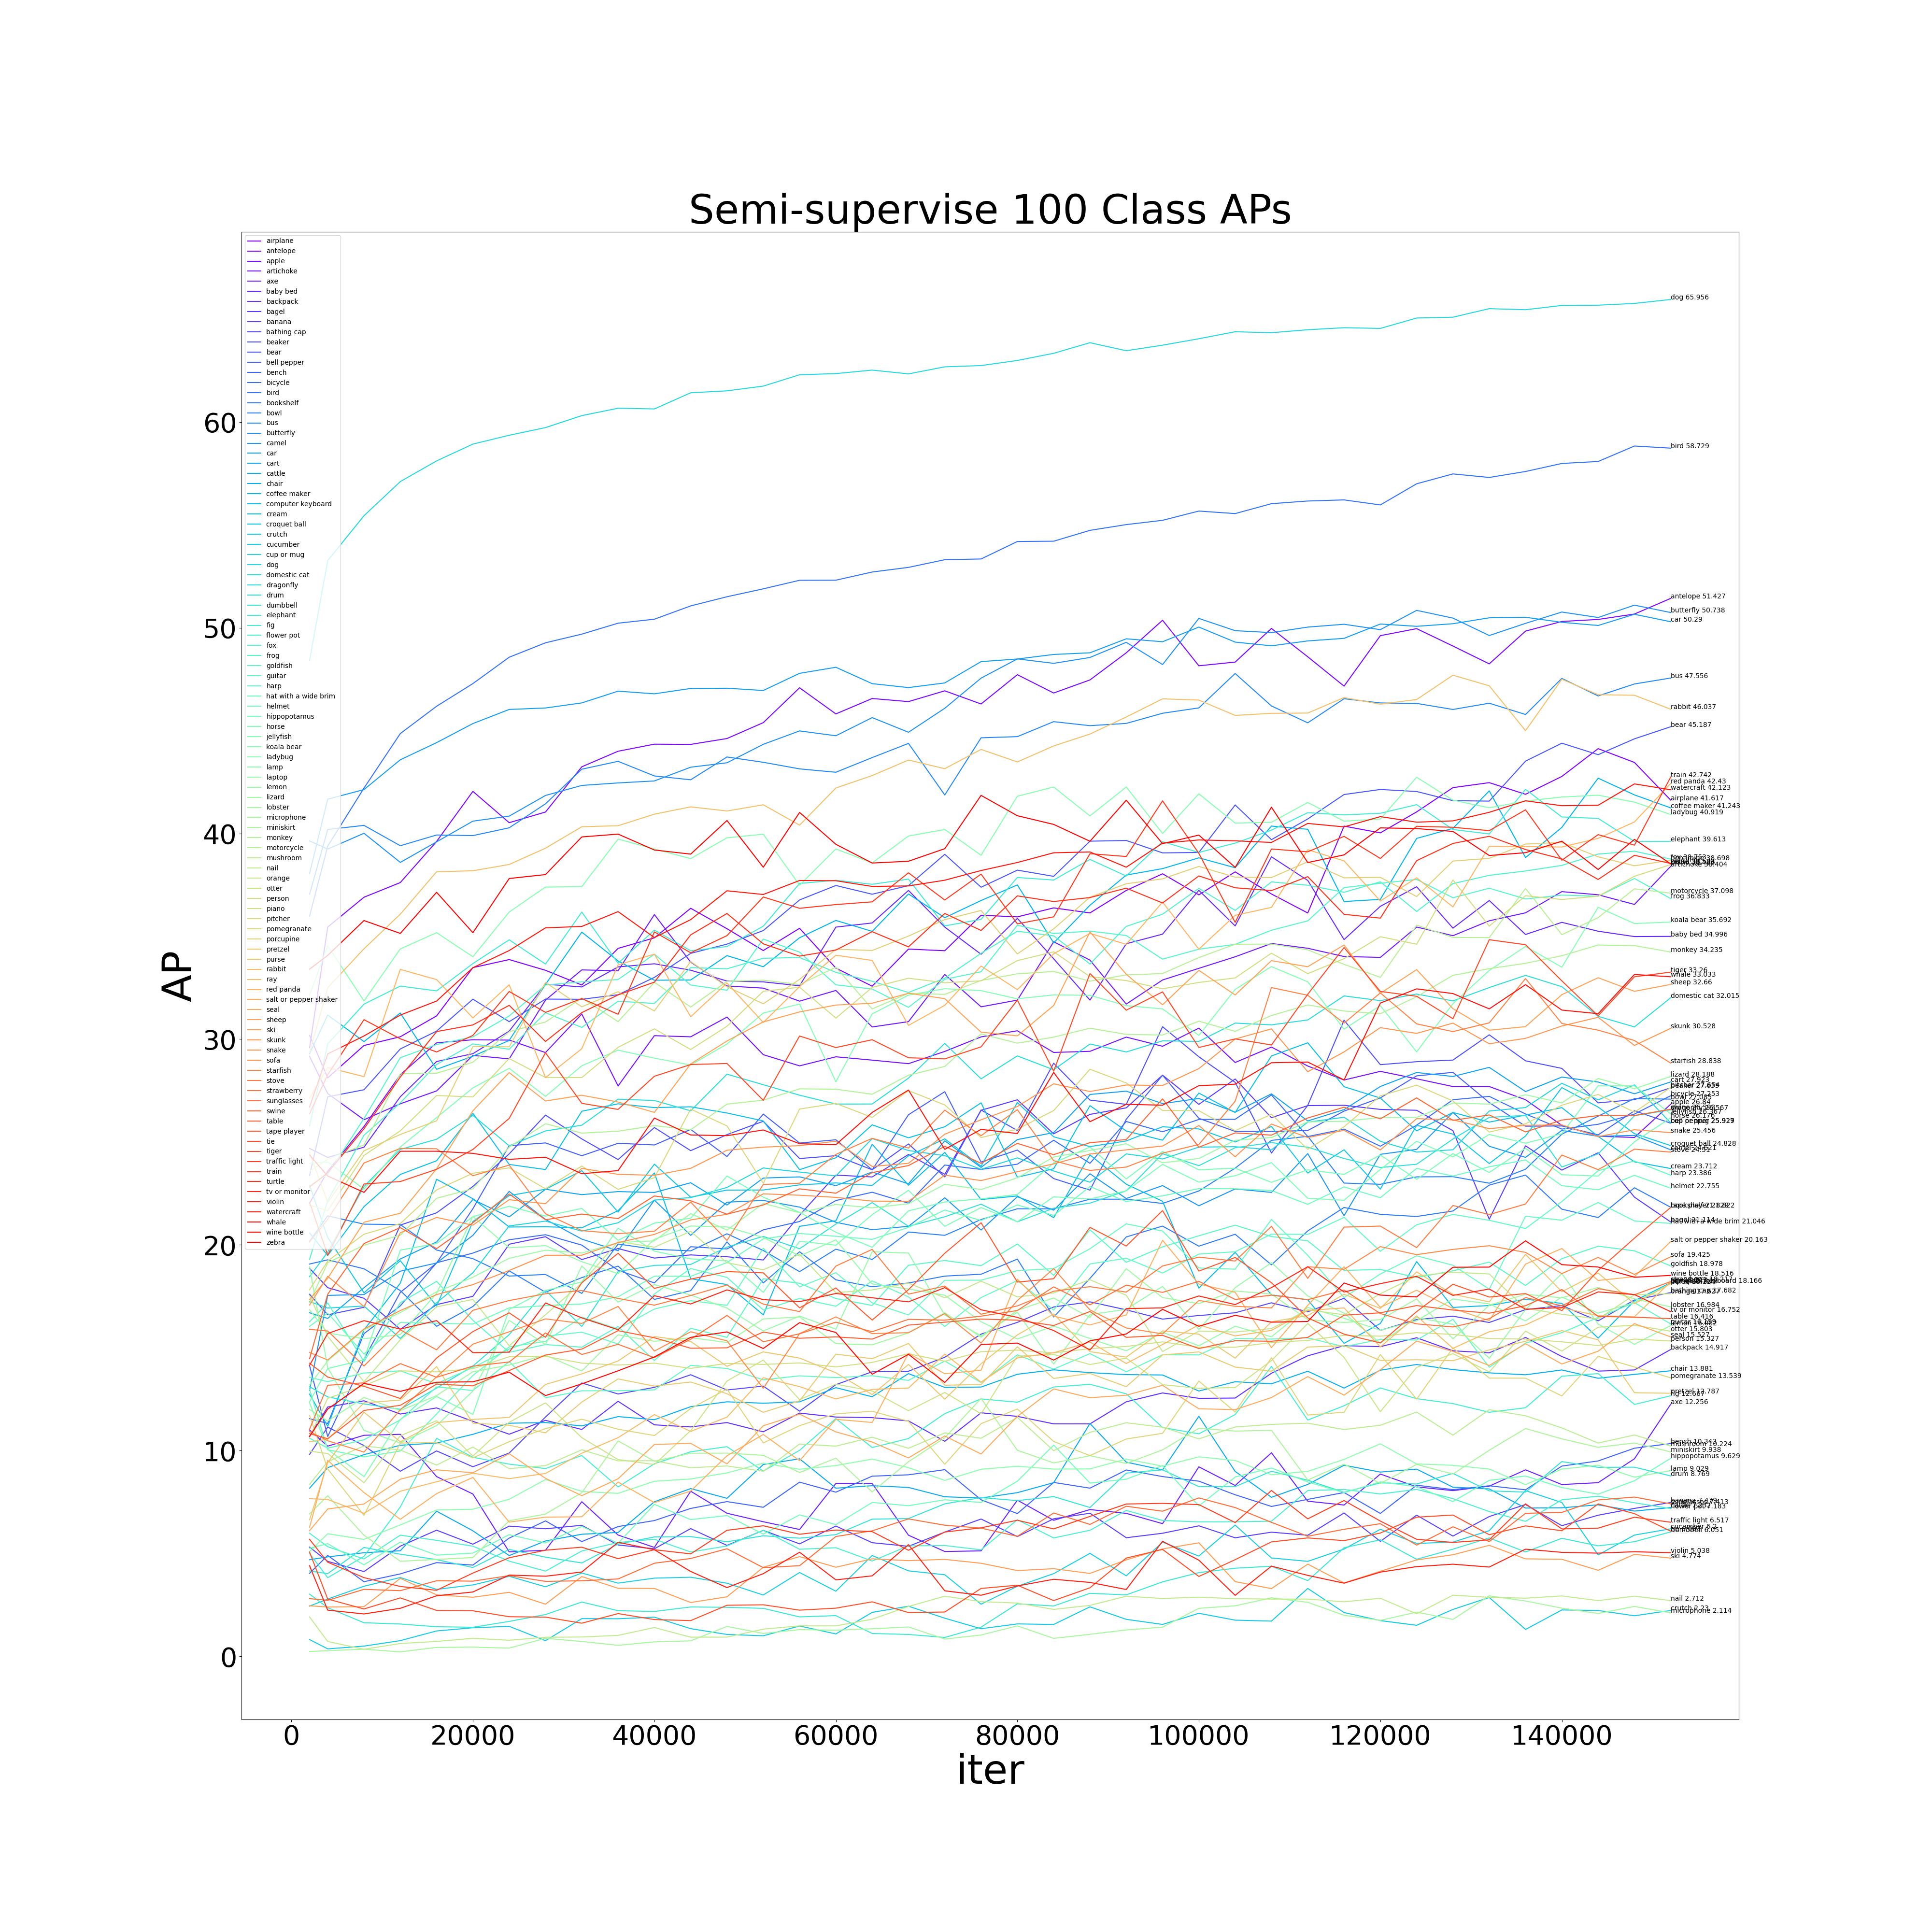 Semi-supervise 100 Class APs
airplane
antelope
apple
artichoke
axe
baby bed
backpack
bagel
banana
bathing cap
beaker
bear
bell pepper
bench
bicycle
bird
bookshelf
bowl
bus
butterfly
camel
car
cart
cattle
chair
coffee maker
computer keyboard
cream
croquet ball
crutch
cucumber
cup or mug
dog
domestic cat
dragonfly
drum
dumbbell
elephant
fig
flower pot
fox
frog
goldfish
guitar
harp
hat with a wide brim
helmet
hippopotamus
horse
jellyfish
koala bear
ladybug
lamp
laptop
lemon
lizard
lobster
microphone
miniskirt
monkey
motorcycle
mushroom
nail
orange
otter
person
piano
pitcher
pomegranate
porcupine
pretzel
purse
rabbit
ray
red panda
salt or pepper shaker
seal
sheep
ski
skunk
snake
sofa
starfish
stove
strawberry
sunglasses
swine
table
tape player
tie
tiger
traffic light
train
turtle
tv or monitor
violin
watercraft
whale
wine bottle
zebra
dog 65.956
bird 58.729
antelope 51.427
butterfly 50.738
car 50.29
bus 47.556
rabbit 46.037
bear 45.187
train 42.742
red panda 42.43
watercraft 42.123
airplane 41.617
coffee maker 41.243
ladybug 40.919
elephant 39.613
motorcycle 37.098
frog 36.833
koala bear 35.692
baby bed 34.996
monkey 34.235
tiger 33.26
whale 33.033
sheep 32.66
domestic cat 32.015
skunk 30.528
starfish 28.838
lizard 28.188
cart 27.923
snake 25.456
croquet ball 24.828
cream 23.712
harp 23.386
helmet 22.755
salt or pepper shaker 20.163
sofa 19.425
goldfish 18.978
wine bottle 18.516
lobster 16.984
tv or monitor 16.752
table 16.416
otter 15.803
seal 15.527
person 15.327
backpack 14.917
chair 13.881
pomegranate 13.539
axe 12.256
miniskirt 9.938
hippopotamus 9.629
lamp 9.029
drum 8.769
traffic light 6.517
violin 5.038
ski 4.774
nail 2.712
crutch 2.23
microphone 2.114
60
50
40
30
20
10
0
AP
0 20000 40000 60000 80000 100000 120000 140000
iter